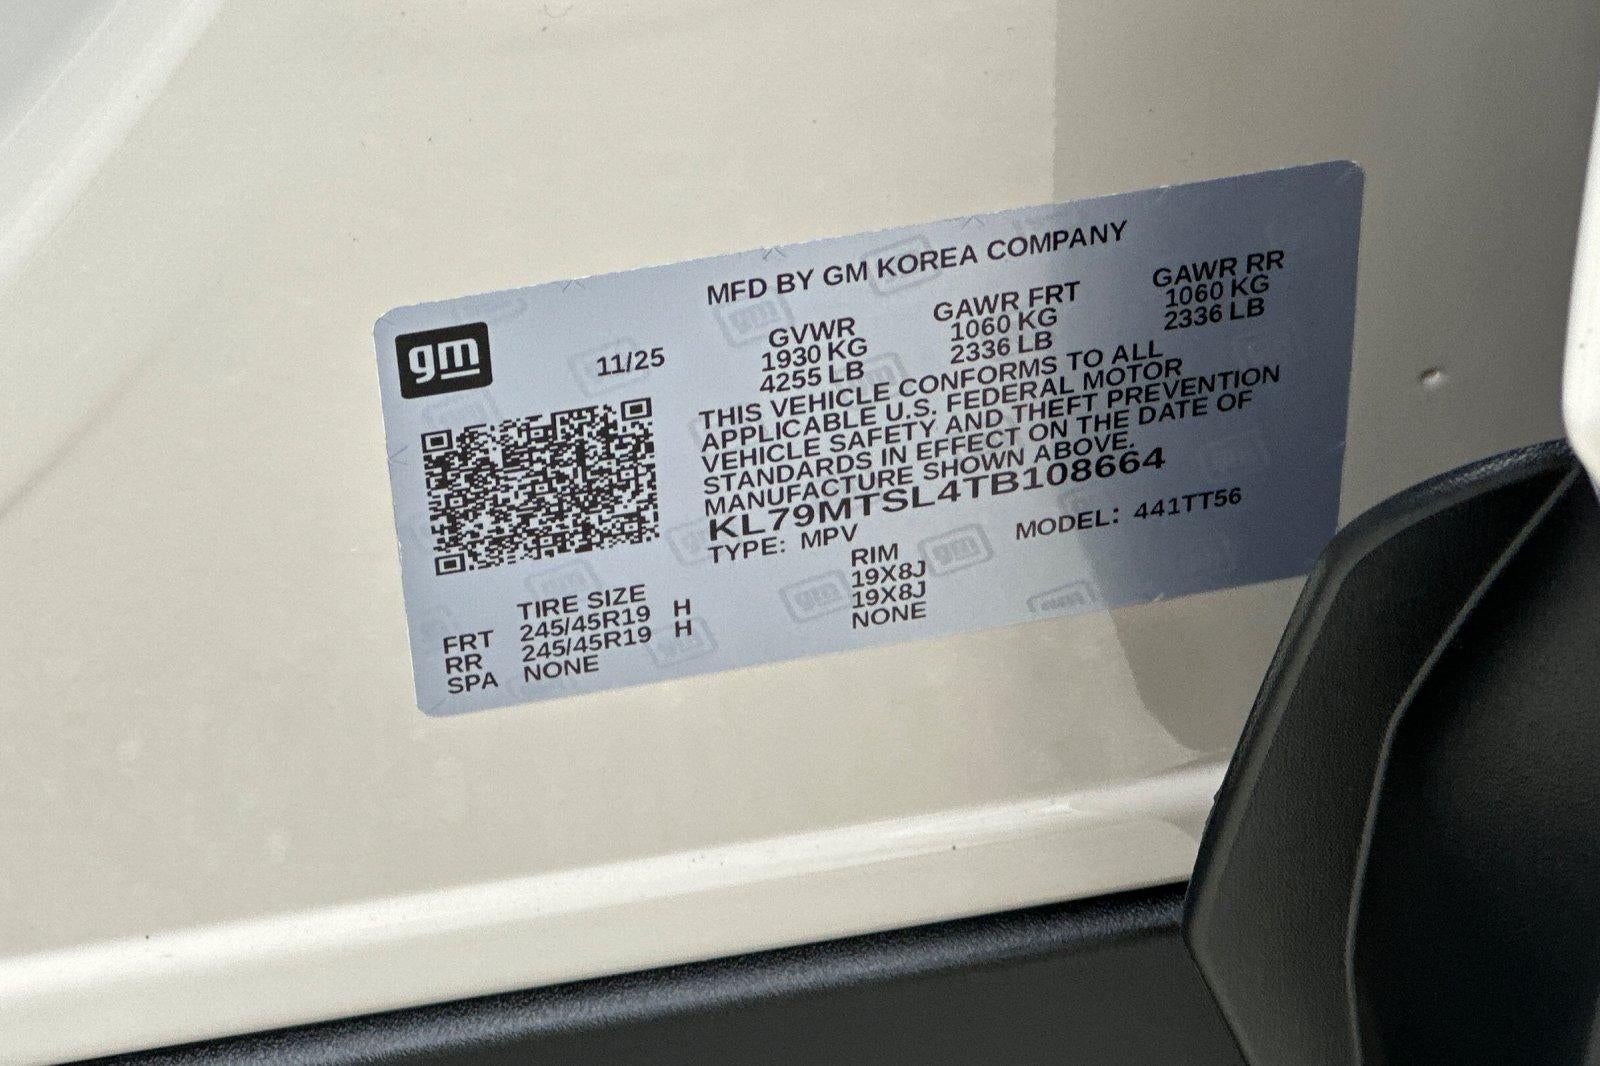 gm
11/25
MFD BY GM KOREA COMPANY
GVWR GAWR FRT GAWR RR
1930 KG 1060 KG 1060 KG
4255 LB 2336 LB 2336 LB
THIS VEHICLE CONFORMS TO ALL
APPLICABLE U.S. FEDERAL MOTOR
VEHICLE SAFETY AND THEFT PREVENTION
STANDARDS IN EFFECT ON THE DATE OF
MANUFACTURE SHOWN ABOVE.
KL79MTSL4TB108664
TYPE: MPV MODEL: 441TT56
TIRE SIZE RIM
FRT 245/45R19 H 19X8J
RR 245/45R19 H 19X8J
SPA NONE NONE